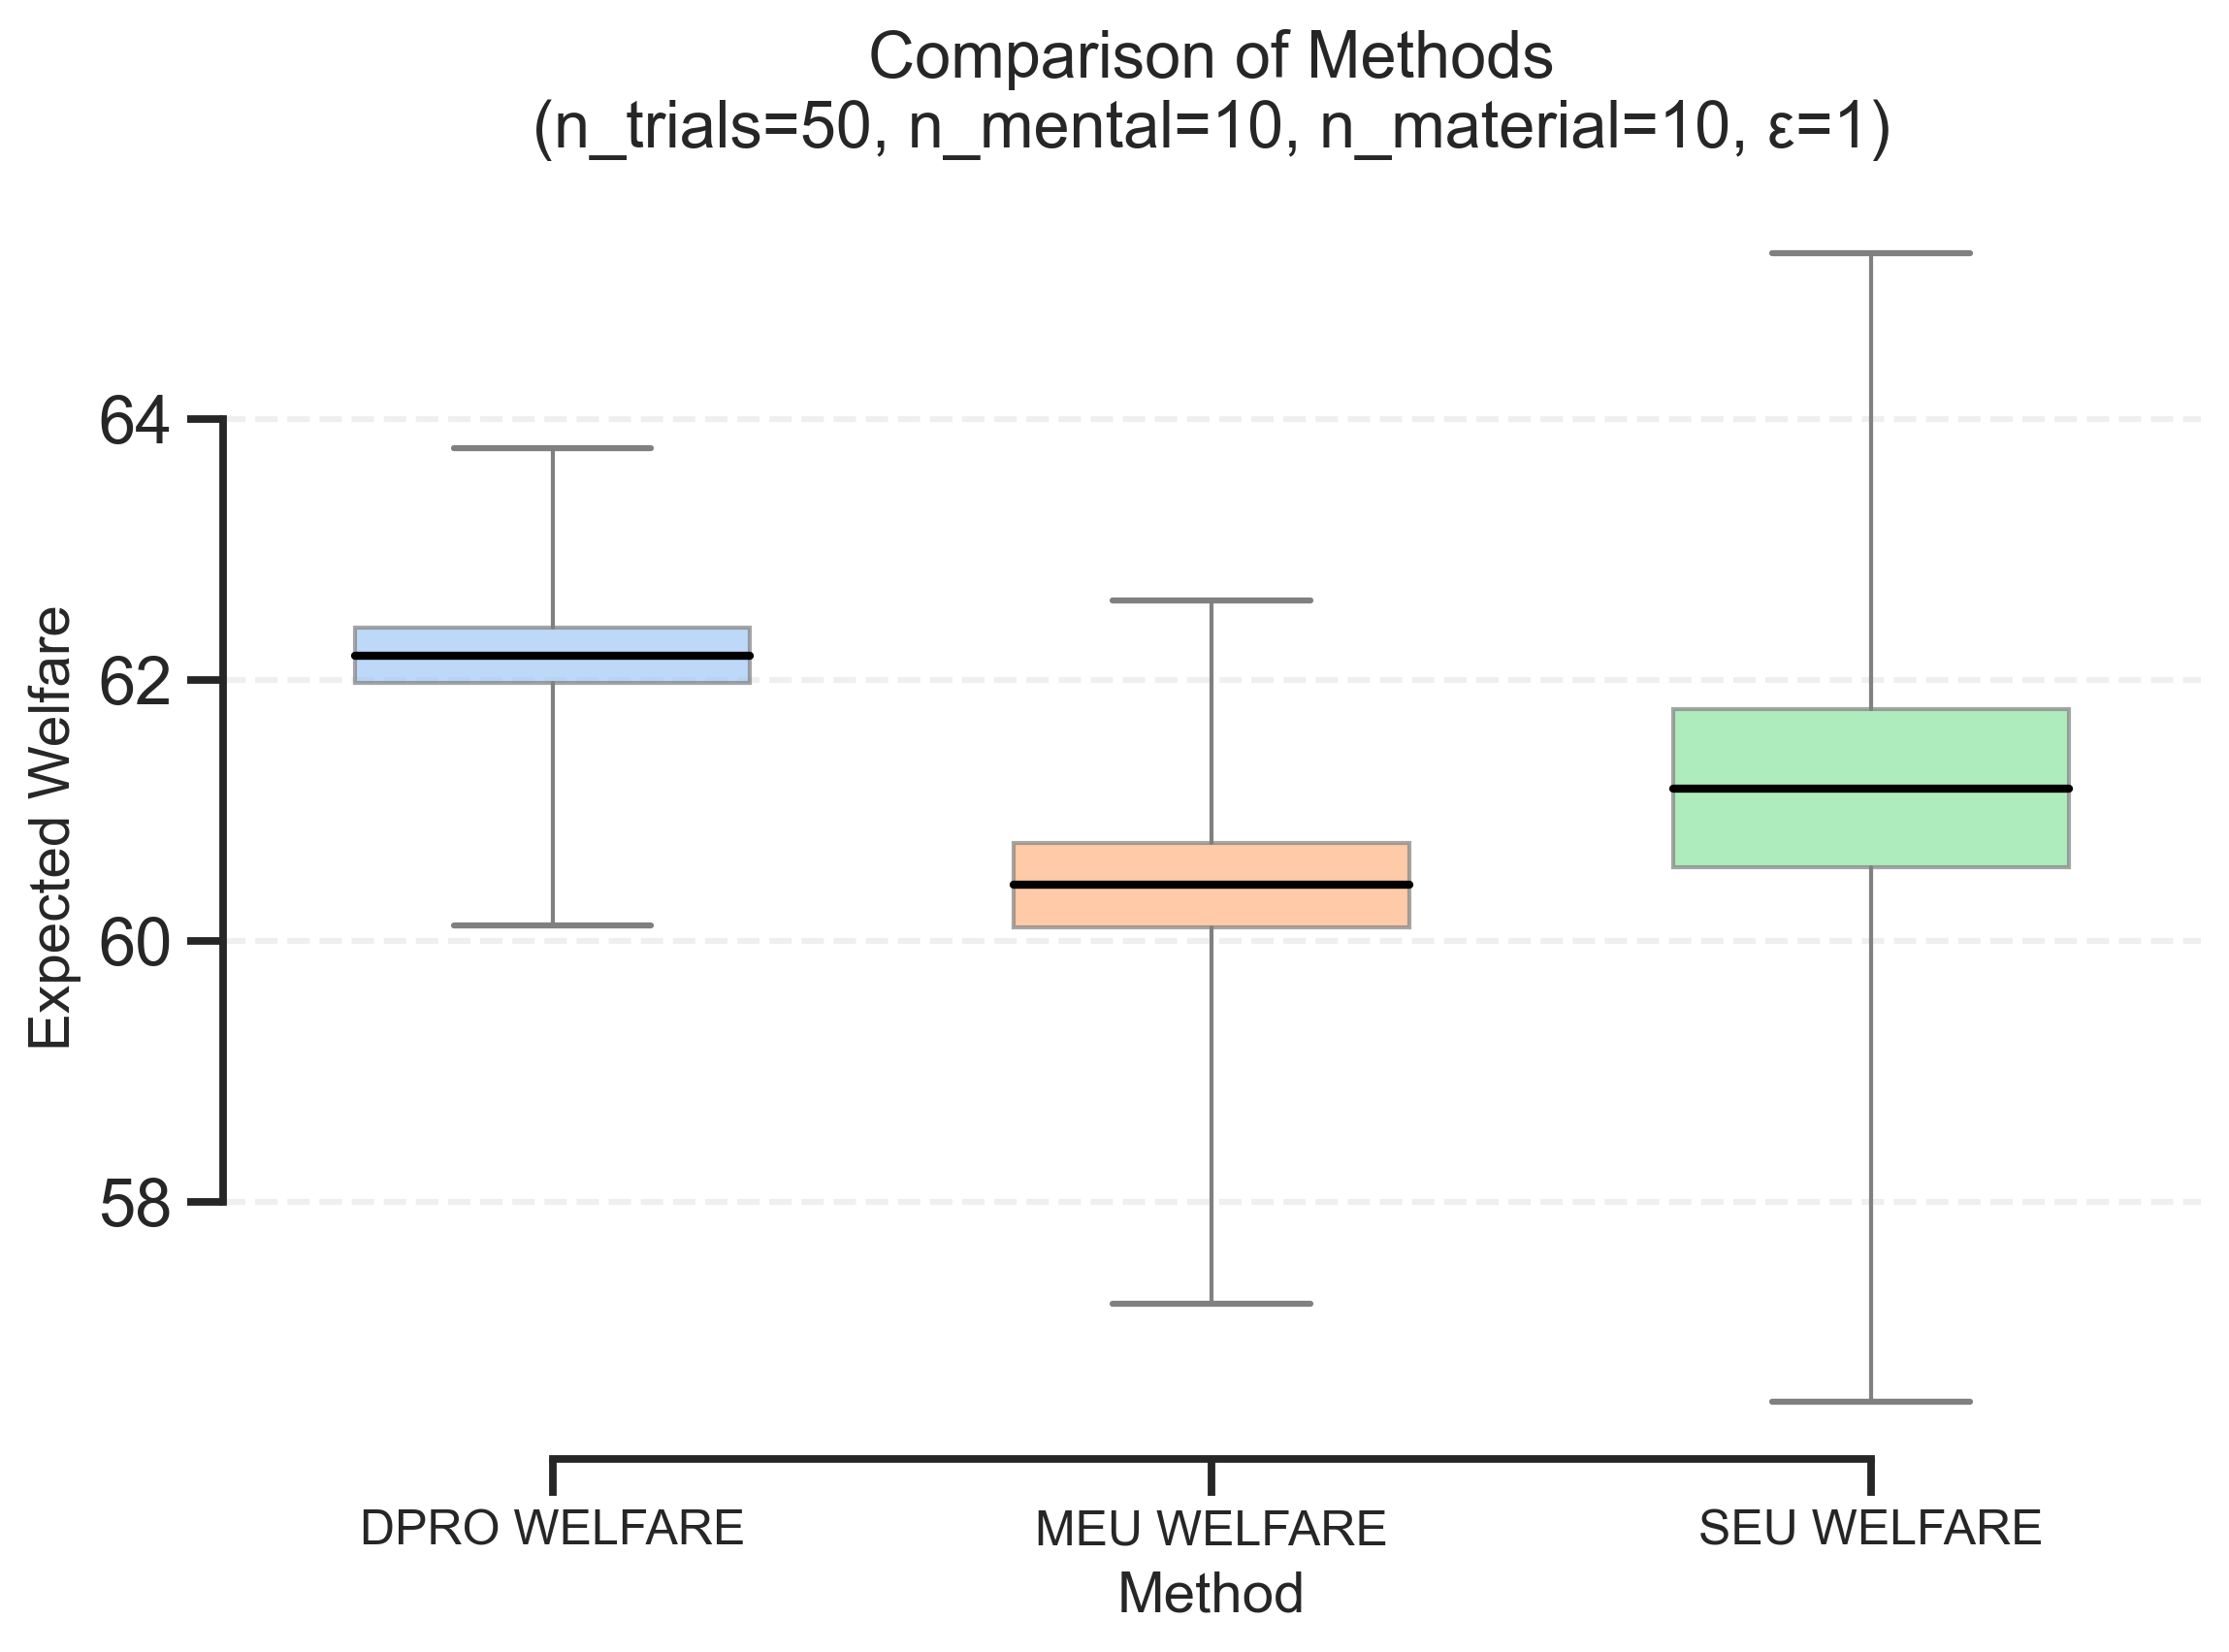 Comparison of Methods
(n_trials=50, n_mental=10, n_material=10, ε=1)
Expected Welfare
64
62
60
58
DPRO WELFARE
MEU WELFARE
SEU WELFARE
Method